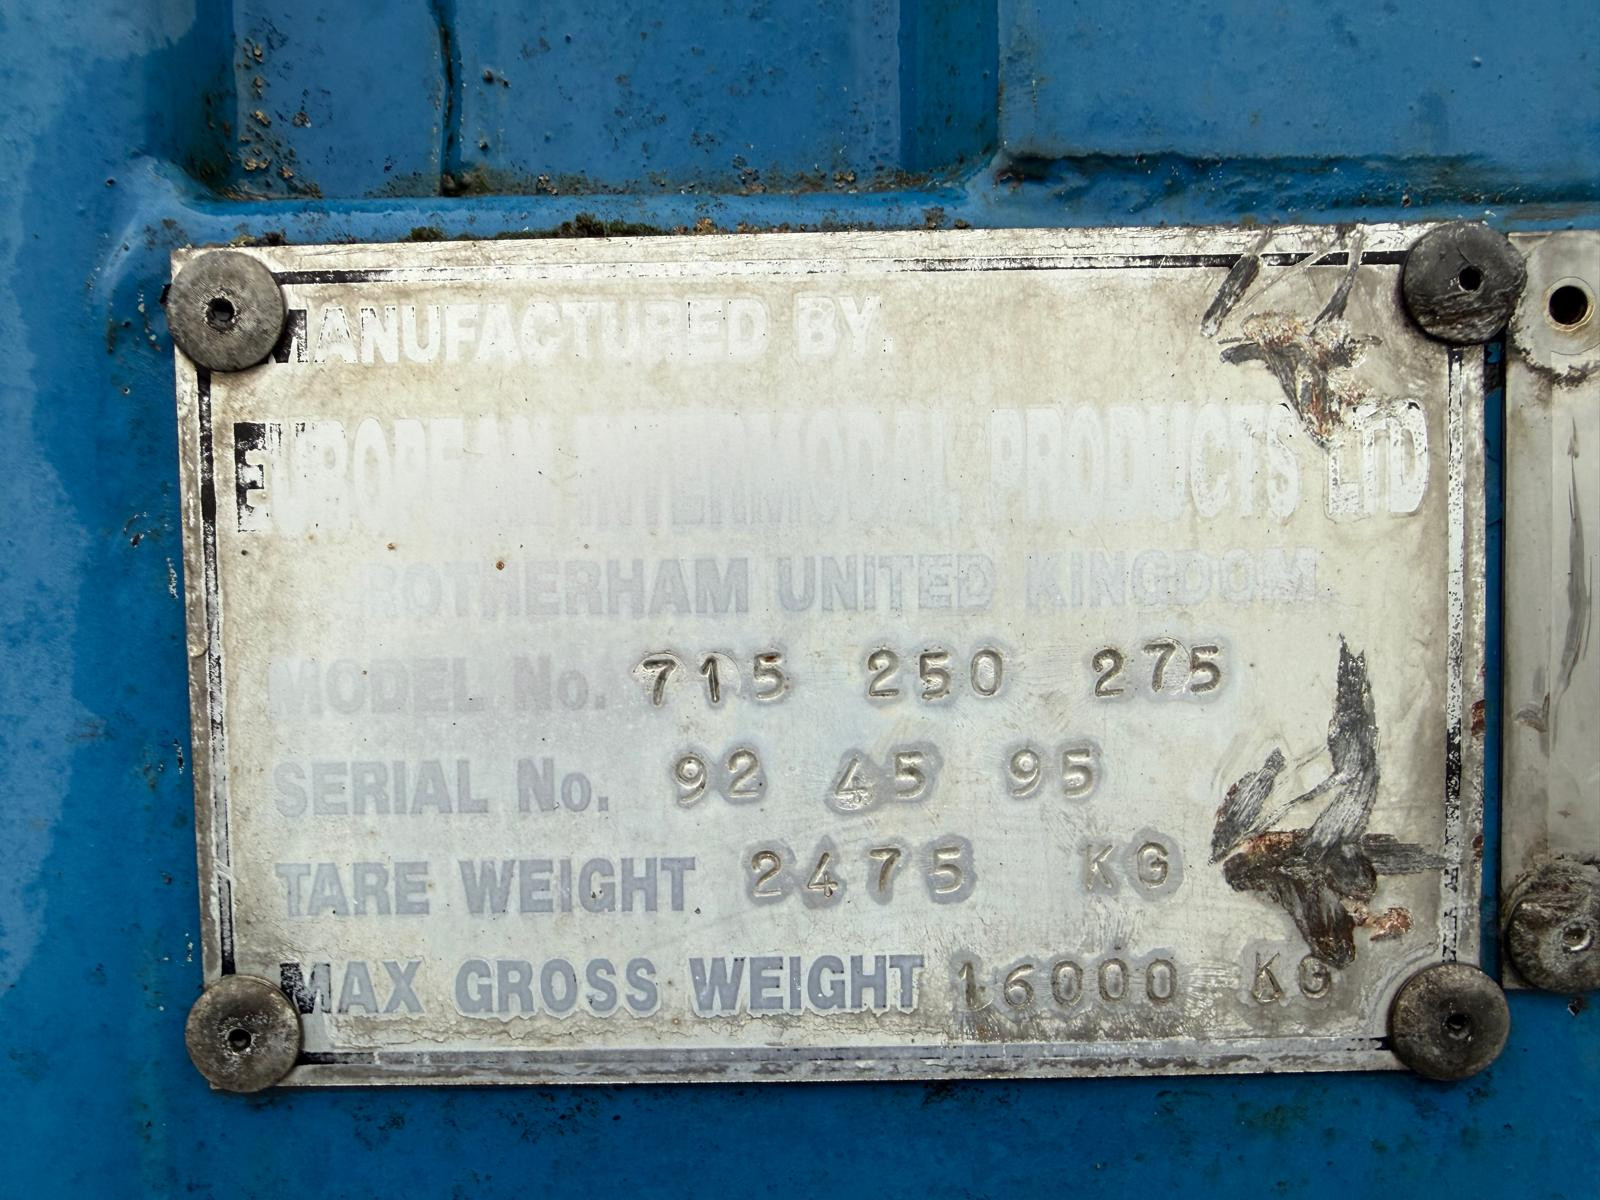 MANUFACTURED BY.
EUROPEAN INTERMODAL PRODUCTS LTD
ROTHERHAM UNITED KINGDOM.
MODEL No. 715 250 275
SERIAL No. 92 45 95
TARE WEIGHT 2475 KG
MAX GROSS WEIGHT 16000 KG